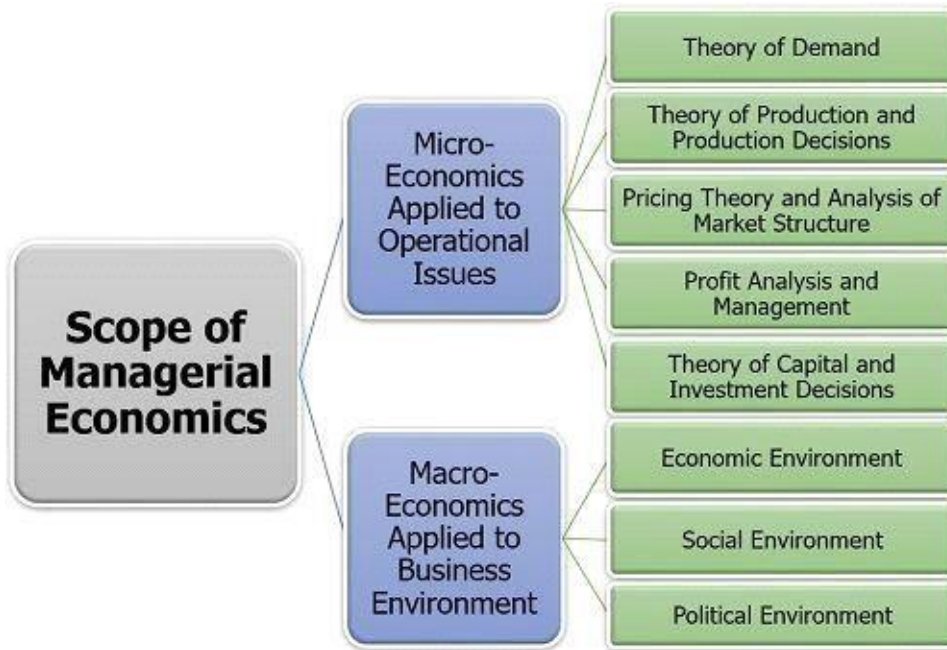 Scope of
Managerial
Economics
Micro-
Economics
Applied to
Operational
Issues
Macro-
Economics
Applied to
Business
Environment
Theory of Demand
Theory of Production and
Production Decisions
Pricing Theory and Analysis of
Market Structure
Profit Analysis and
Management
Theory of Capital and
Investment Decisions
Economic Environment
Social Environment
Political Environment